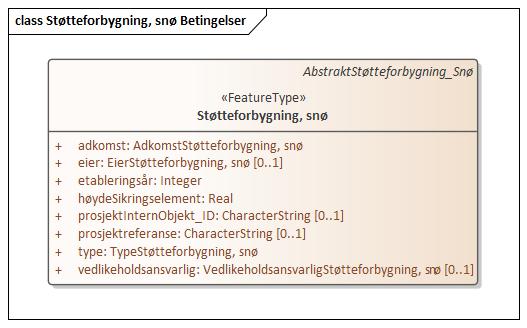 class Støtteforbygning, snø Betingelser
AbstraktStøtteforbygning_Snø
«FeatureType»
Støtteforbygning, snø
+ adkomst: AdkomstStøtteforbygning, snø
+ eier: EierStøtteforbygning, snø [0..1]
+ etableringsår: Integer
+ høydeSikringselement: Real
+ prosjektInternObjekt_ID: CharacterString [0..1]
+ prosjektreferanse: CharacterString [0..1]
+ type: TypeStøtteforbygning, snø
+ vedlikeholdsansvarlig: VedlikeholdsansvarligStøtteforbygning, snø [0..1]